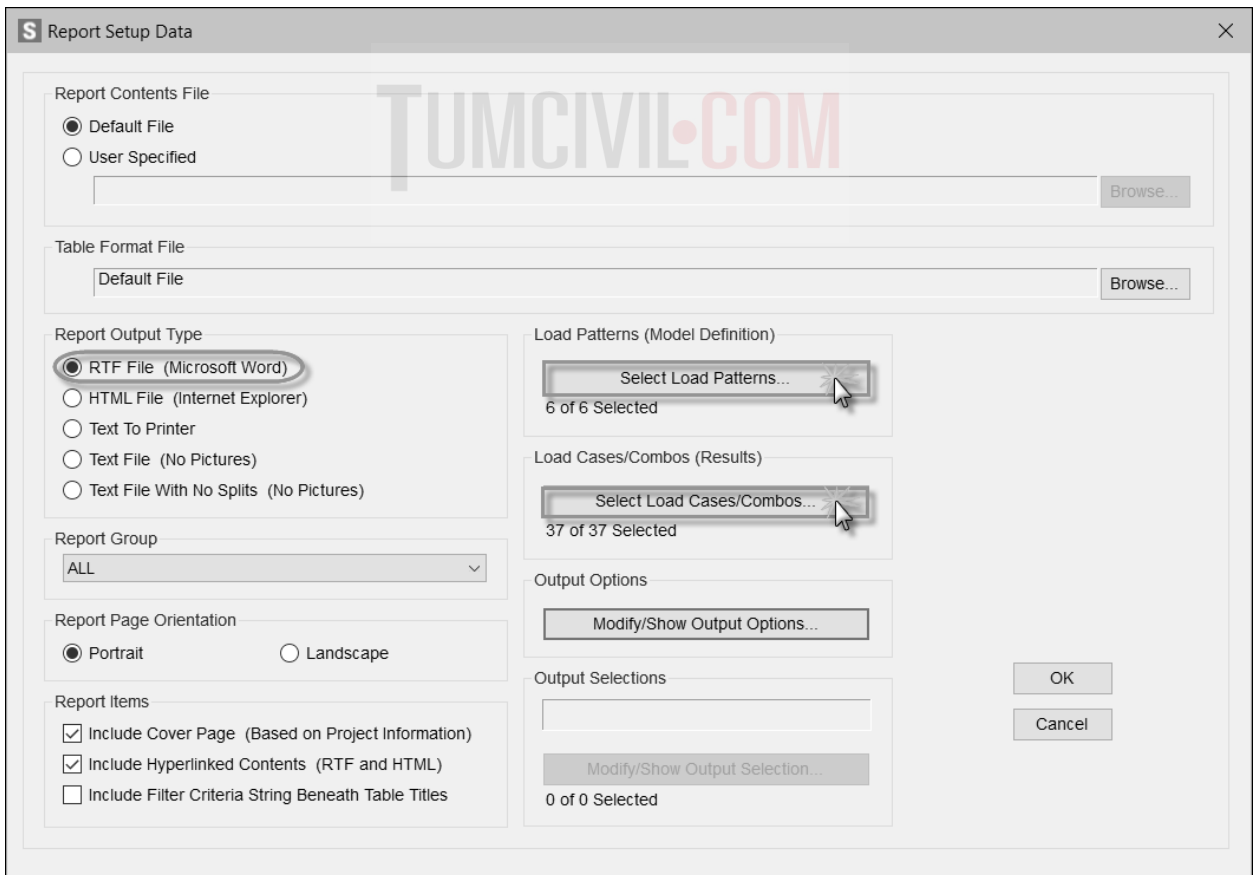 S Report Setup Data
TUMCIVIL.COM
Report Contents File
Default File
User Specified
Browse...
Table Format File
Default File
Browse...
Report Output Type
RTF File (Microsoft Word)
HTML File (Internet Explorer)
Text To Printer
Text File (No Pictures)
Text File With No Splits (No Pictures)
Report Group
ALL
Report Page Orientation
Portrait
Landscape
Report Items
Include Cover Page (Based on Project Information)
Include Hyperlinked Contents (RTF and HTML)
Include Filter Criteria String Beneath Table Titles
Load Patterns (Model Definition)
Select Load Patterns...
6 of 6 Selected
Load Cases/Combos (Results)
Select Load Cases/Combos...
37 of 37 Selected
Output Options
Modify/Show Output Options...
Output Selections
Modify/Show Output Selection...
0 of 0 Selected
OK
Cancel